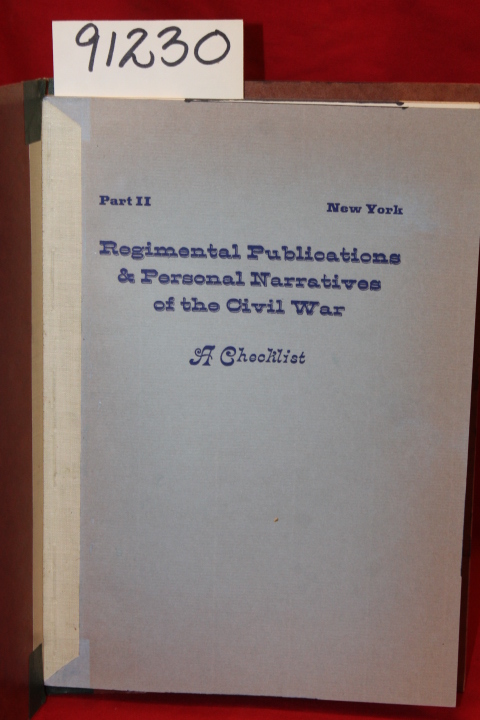 91230
Part II New York
Regimental Publications
& Personal Narratives
of the Civil War
A Checklist